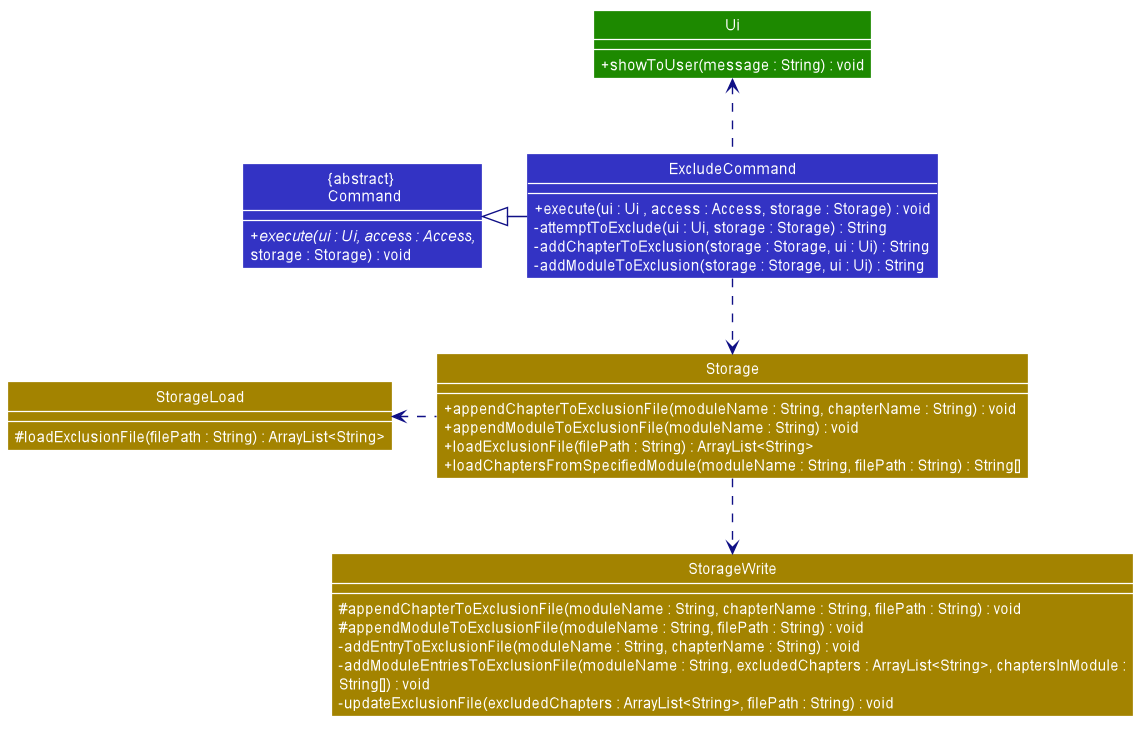 Ui
+showToUser(message : String) : void
{abstract}
Command
+execute(ui : Ui, access : Access,
storage : Storage) : void
ExcludeCommand
+execute(ui : Ui , access : Access, storage : Storage) : void
-attemptToExclude(ui : Ui, storage : Storage) : String
-addChapterToExclusion(storage : Storage, ui : Ui) : String
-addModuleToExclusion(storage : Storage, ui : Ui) : String
StorageLoad
#loadExclusionFile(filePath : String) : ArrayList<String>
Storage
+appendChapterToExclusionFile(moduleName : String, chapterName : String) : void
+appendModuleToExclusionFile(moduleName : String) : void
+loadExclusionFile(filePath : String) : ArrayList<String>
+loadChaptersFromSpecifiedModule(moduleName : String, filePath : String) : String[]
StorageWrite
#appendChapterToExclusionFile(moduleName : String, chapterName : String, filePath : String) : void
#appendModuleToExclusionFile(moduleName : String, filePath : String) : void
-addEntryToExclusionFile(moduleName : String, chapterName : String) : void
-addModuleEntriesToExclusionFile(moduleName : String, excludedChapters : ArrayList<String>, chaptersInModule :
String[]) : void
-updateExclusionFile(excludedChapters : ArrayList<String>, filePath : String) : void